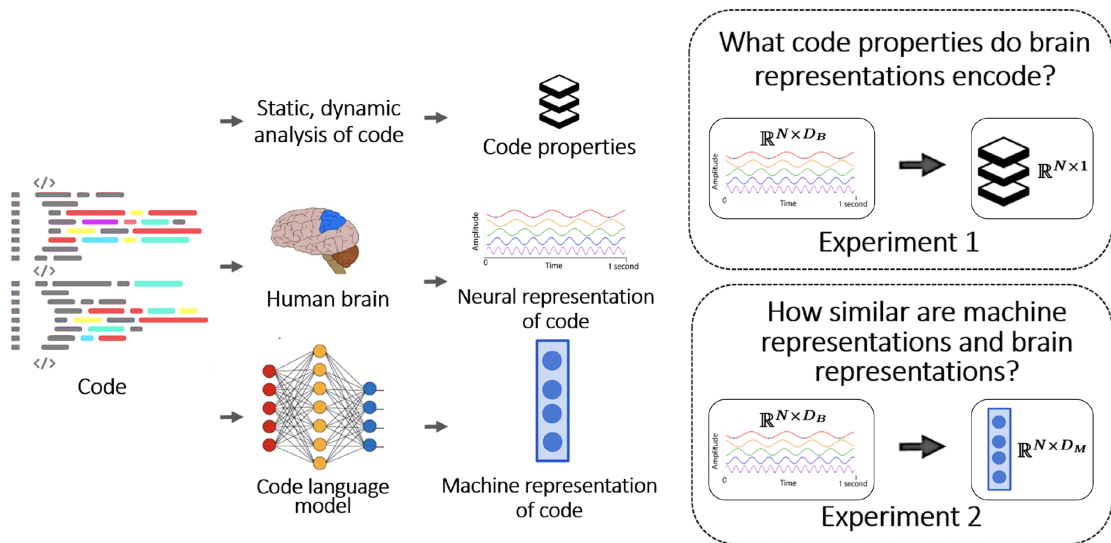 </>
</>
</>
Code
Static, dynamic
analysis of code
Code properties
Human brain
Amplitude
0
Time
1 second
Neural representation
of code
Code language
model
Machine representation
of code
What code properties do brain
representations encode?
ℝ^{N×D_B}
Amplitude
0
Time
1 second
ℝ^{N×1}
Experiment 1
How similar are machine
representations and brain
representations?
ℝ^{N×D_B}
Amplitude
0
Time
1 second
ℝ^{N×D_M}
Experiment 2